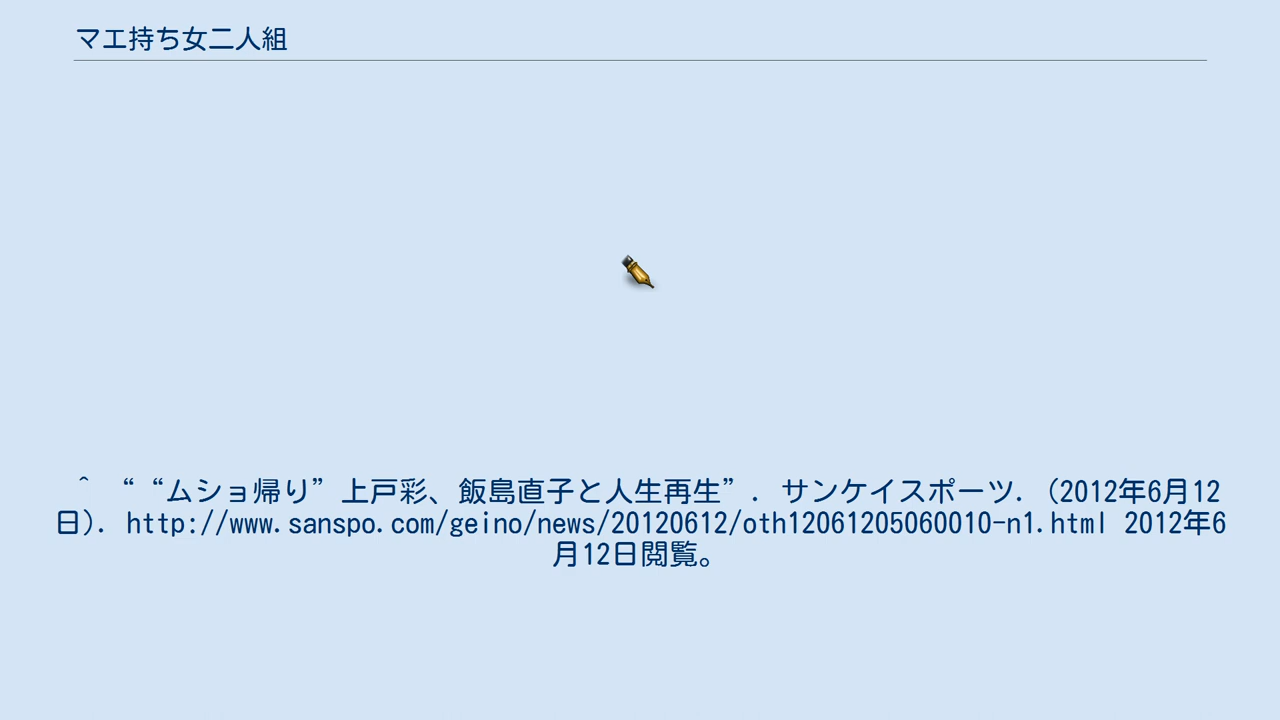 マエ持ち女二人組
^ “ “ムショ帰り” 上戸彩、飯島直子と人生再生” . サンケイスポーツ. (2012年6月12
日). http://www.sanspo.com/geino/news/20120612/oth12061205060010-n1.html 2012年6
月12日閲覧。